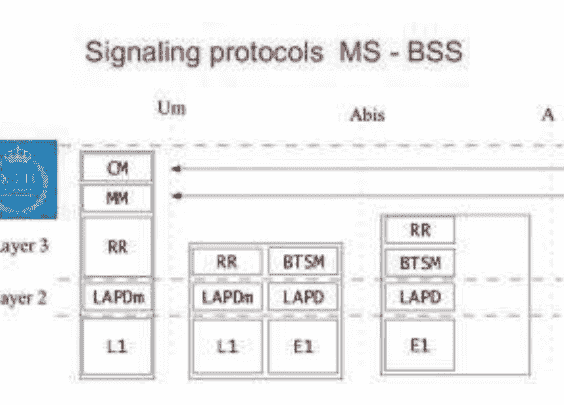 Signaling protocols MS - BSS
Um Abis A
CM
MM
ayer 3 RR RR BTSM RR
BTSM
ayer 2 LAPDm LAPDm LAPD LAPD
L1 L1 E1 E1